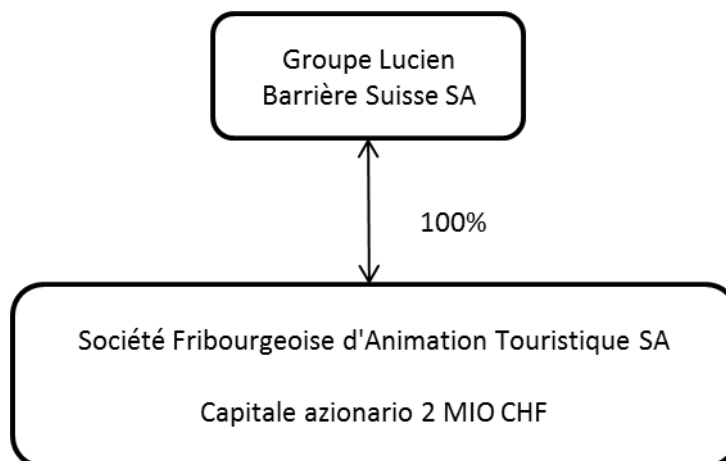 Groupe Lucien
Barrière Suisse SA
100%
Société Fribourgeoise d'Animation Touristique SA
Capitale azionario 2 MIO CHF